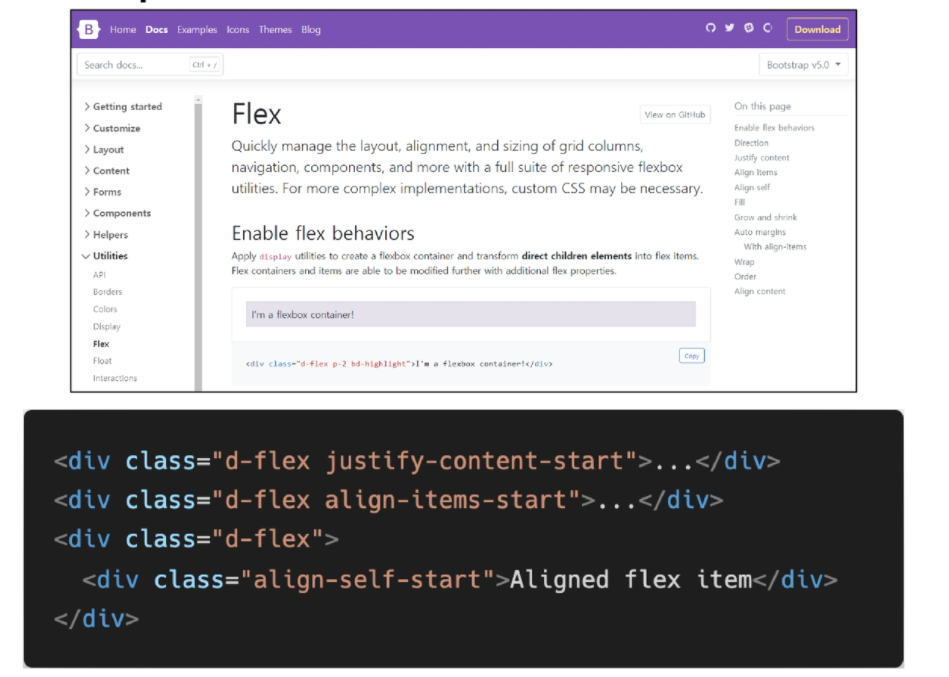 B Home Docs Examples Icons Themes Blog Download
Search docs... Ctrl + / Bootstrap v5.0
Getting started
Customize
Layout
Content
Forms
Components
Helpers
Utilities
API
Borders
Colors
Display
Flex
Float
Interactions
Flex
View on GitHub
Quickly manage the layout, alignment, and sizing of grid columns,
navigation, components, and more with a full suite of responsive flexbox
utilities. For more complex implementations, custom CSS may be necessary.
Enable flex behaviors
Apply display utilities to create a flexbox container and transform direct children elements into flex items.
Flex containers and items are able to be modified further with additional flex properties.
I'm a flexbox container!
Copy
<div class="d-flex p-2 bd-highlight">I'm a flexbox container!</div>
On this page
Enable flex behaviors
Direction
Justify content
Align items
Align self
Fill
Grow and shrink
Auto margins
With align-items
Wrap
Order
Align content
<div class="d-flex justify-content-start">...</div>
<div class="d-flex align-items-start">...</div>
<div class="d-flex">
<div class="align-self-start">Aligned flex item</div>
</div>